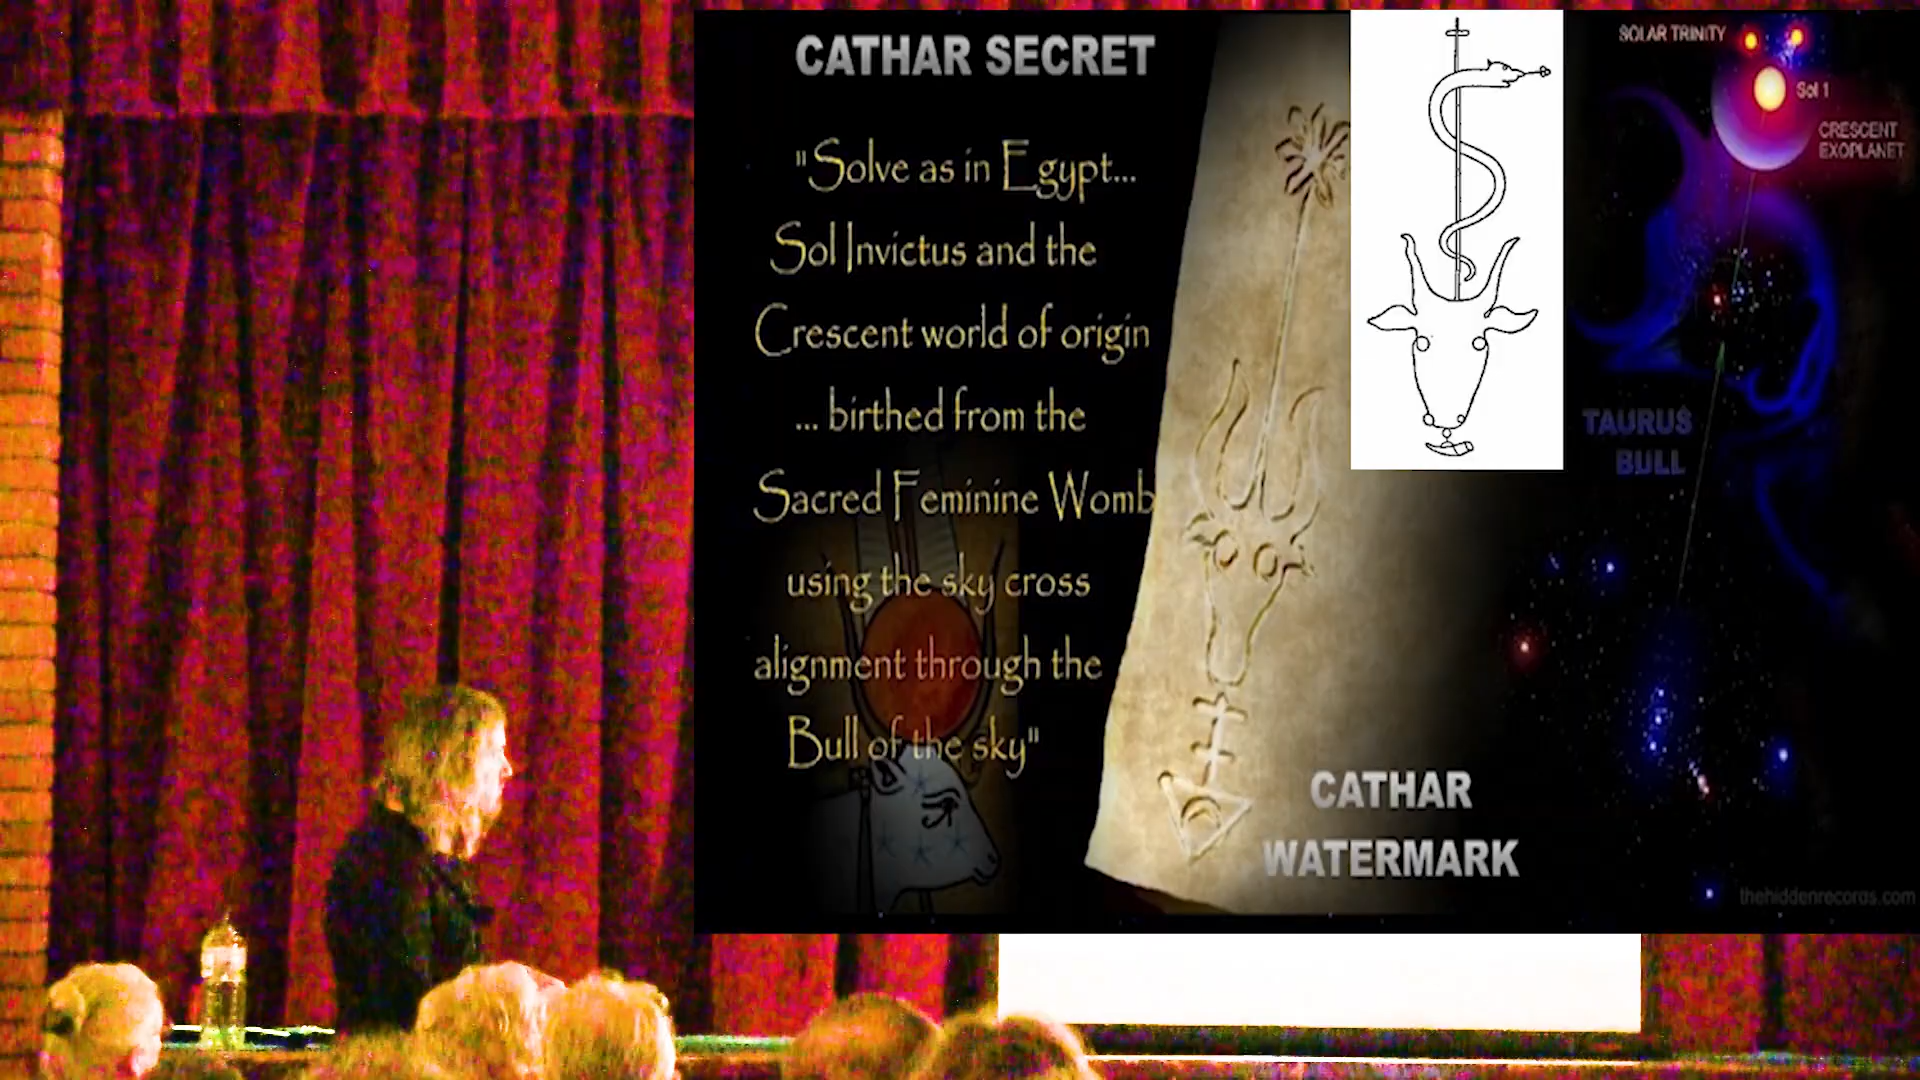 CATHAR SECRET
"Solve as in Egypt...
Sol Invictus and the
Crescent world of origin
... birthed from the
Sacred Feminine Womb
using the sky cross
alignment through the
Bull of the sky"
CATHAR
WATERMARK
SOLAR TRINITY
Sol 1
CRESCENT
EXOPLANET
TAURUS
BULL
thehiddenrecords.com